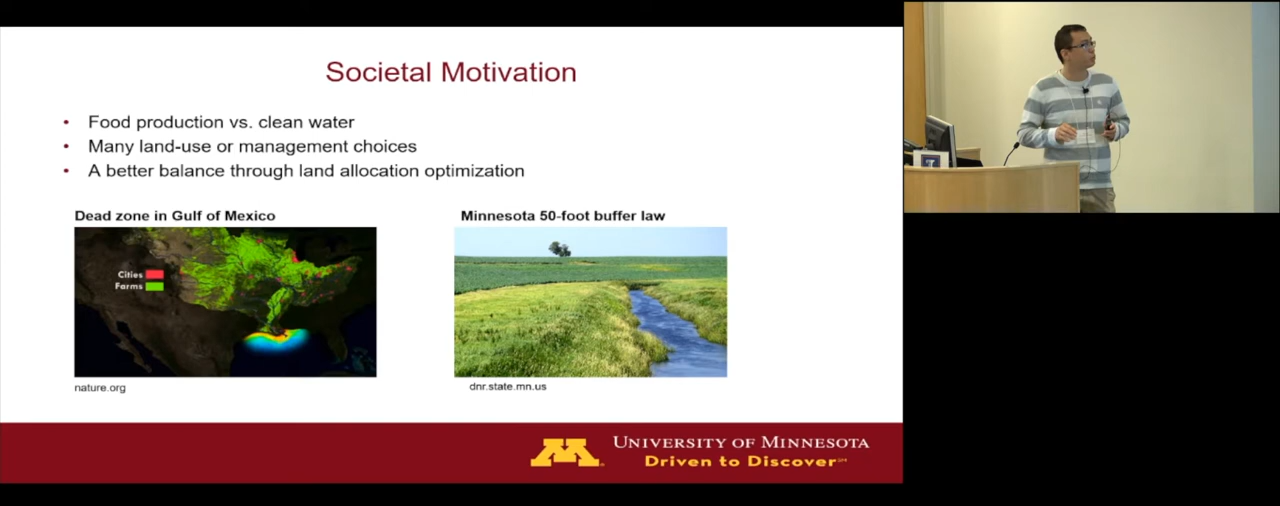 Societal Motivation
• Food production vs. clean water
• Many land-use or management choices
• A better balance through land allocation optimization
Dead zone in Gulf of Mexico
Minnesota 50-foot buffer law
Cities
Farms
nature.org
dnr.state.mn.us
M
UNIVERSITY OF MINNESOTA
Driven to Discover℠